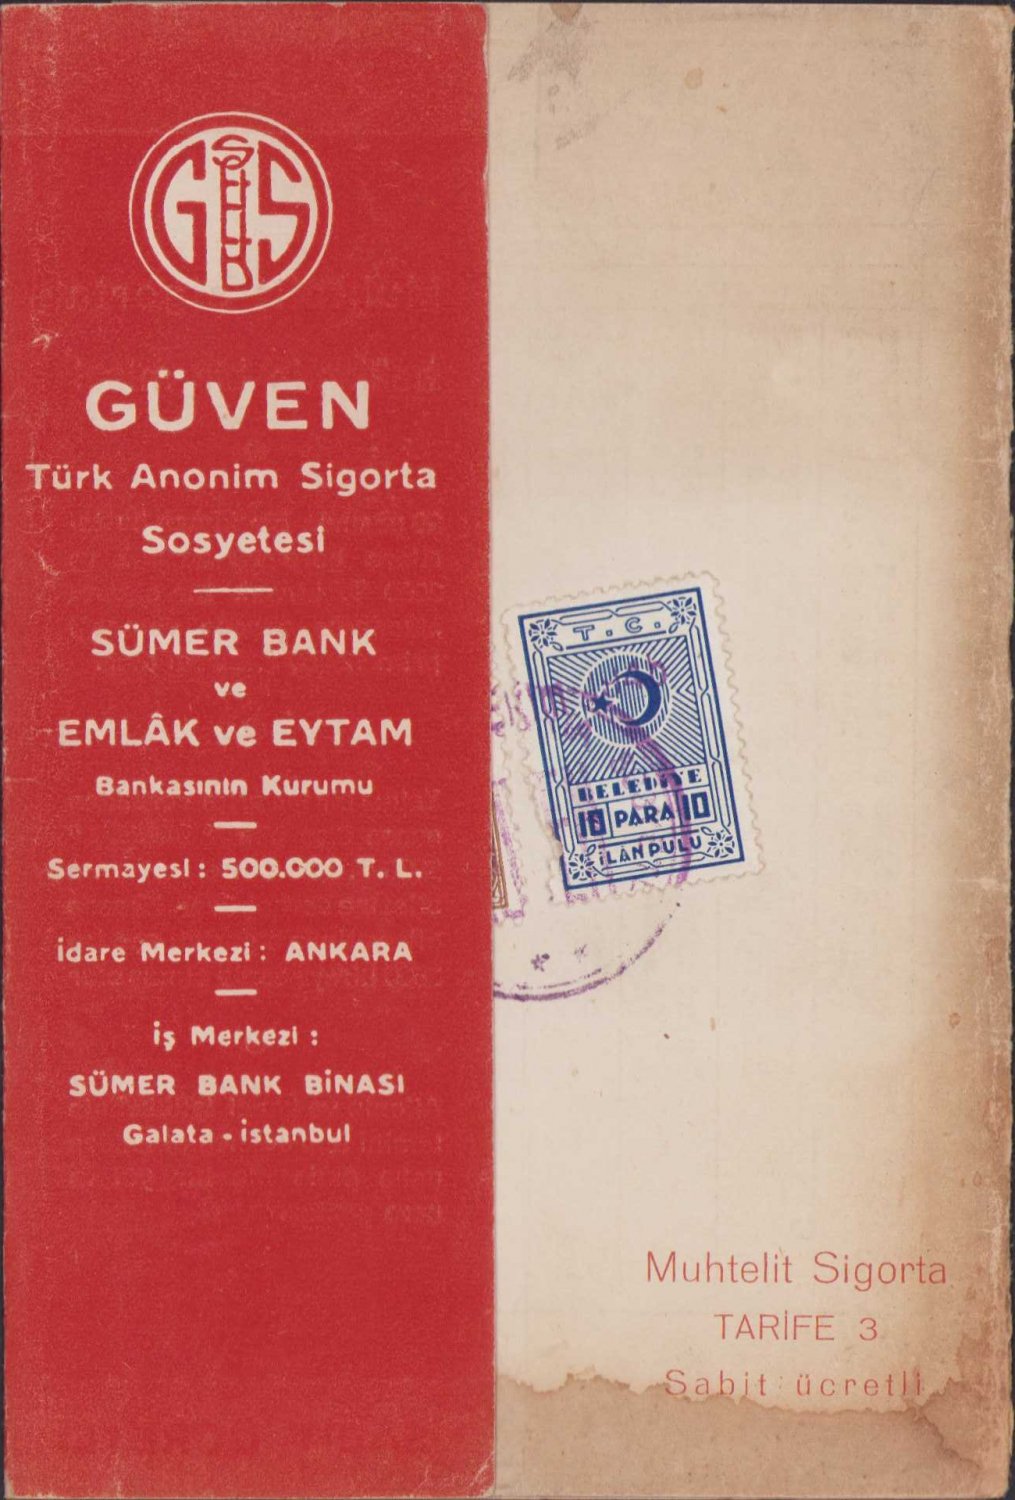 GÜVEN
Türk Anonim Sigorta
Sosyetesi
SÜMER BANK
ve
EMLÂK ve EYTAM
Bankasının Kurumu
Sermayesi : 500.000 T. L.
İdare Merkezi : ANKARA
İş Merkezi :
SÜMER BANK BİNASI
Galata - İstanbul
T. C.
BELEDİYE
10 PARA 10
İLÂN PULU
Muhtelit Sigorta
TARİFE 3
Sabit ücretli